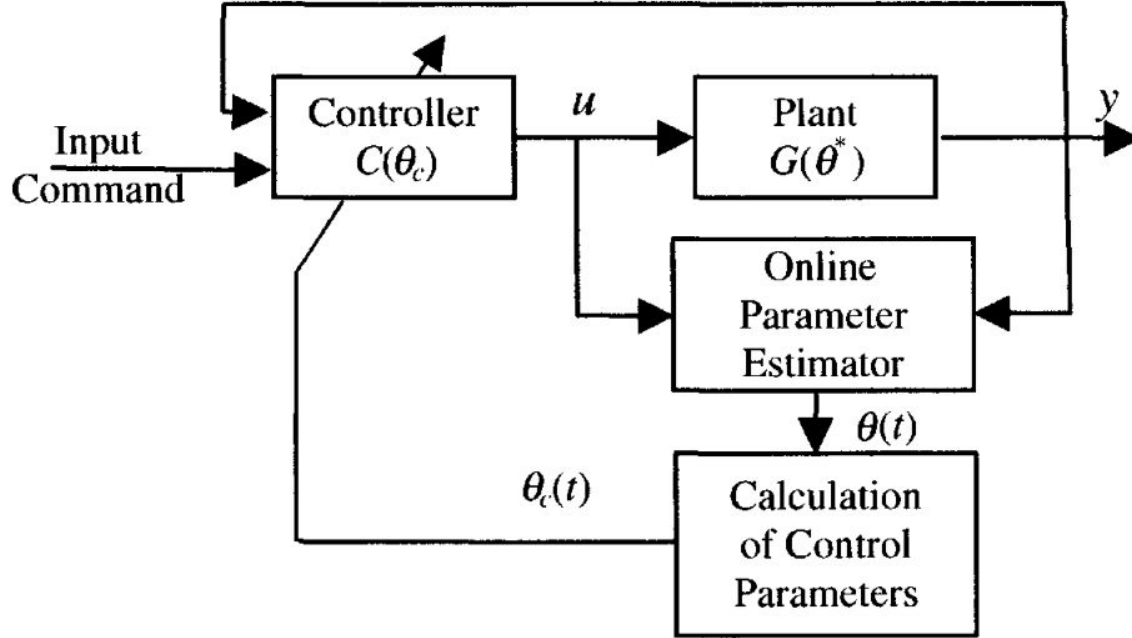 Input
Command
Controller
C(θc)
u
Plant
G(θ*)
y
Online
Parameter
Estimator
θ(t)
θc(t)
Calculation
of Control
Parameters